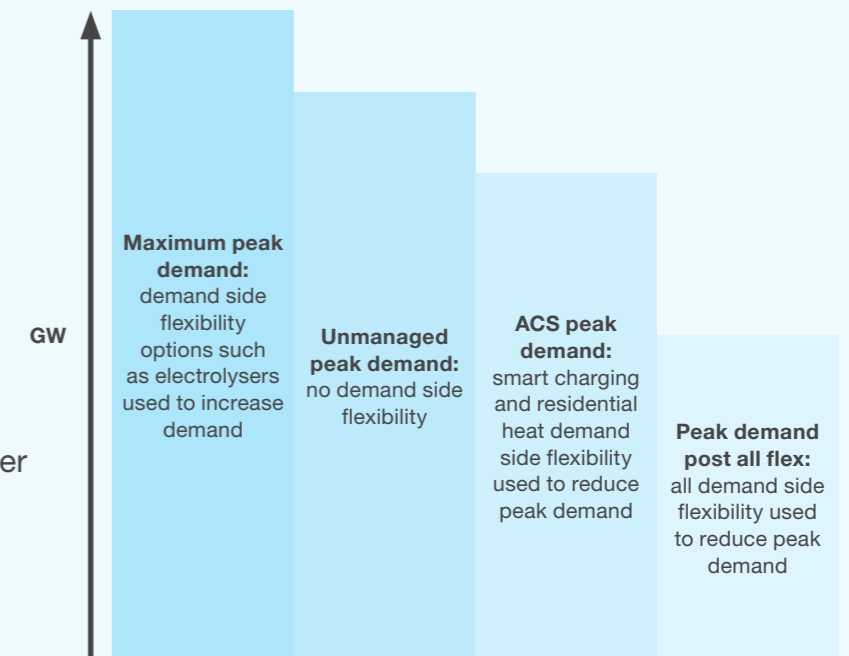 GW
er
Maximum peak
demand:
demand side
flexibility
options such
as electrolysers
used to increase
demand
Unmanaged
peak demand:
no demand side
flexibility
ACS peak
demand:
smart charging
and residential
heat demand
side flexibility
used to reduce
peak demand
Peak demand
post all flex:
all demand side
flexibility used
to reduce peak
demand